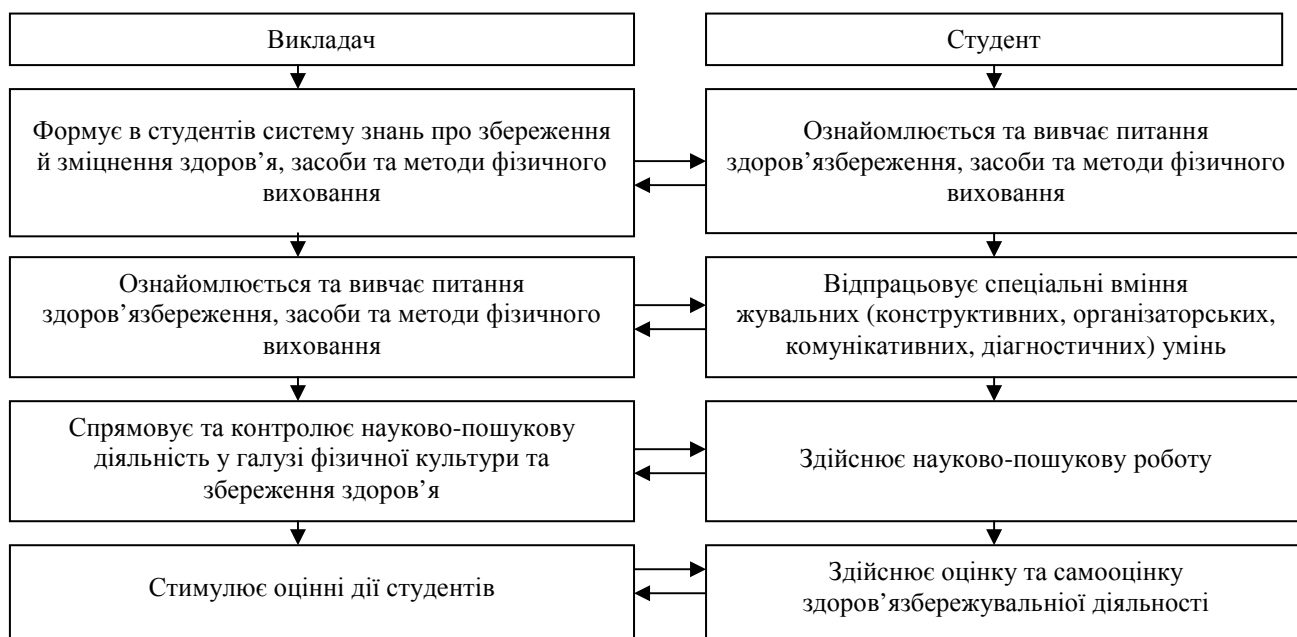 Викладач
Студент
Формує в студентів систему знань про збереження
й зміцнення здоров’я, засоби та методи фізичного
виховання
Ознайомлюється та вивчає питання
здоров’язбереження, засоби та методи фізичного
виховання
Ознайомлюється та вивчає питання
здоров’язбереження, засоби та методи фізичного
виховання
Відпрацьовує спеціальні вміння
жувальних (конструктивних, організаторських,
комунікативних, діагностичних) умінь
Спрямовує та контролює науково-пошукову
діяльність у галузі фізичної культури та
збереження здоров’я
Здійснює науково-пошукову роботу
Стимулює оцінні дії студентів
Здійснює оцінку та самооцінку
здоров’язбережувальніої діяльності